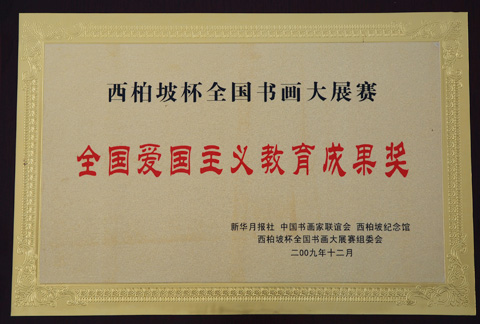 西柏坡杯全国书画大展赛
全国爱国主义教育成果奖
新华月报社 中国书画家联谊会 西柏坡纪念馆
西柏坡杯全国书画大展赛组委会
二00九年十二月